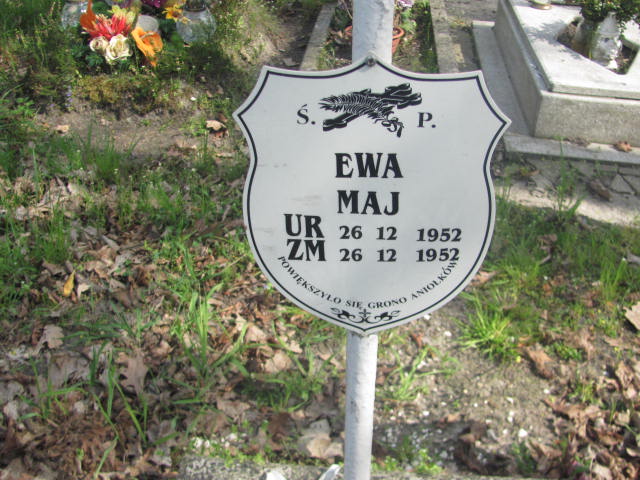 Ś. P.
EWA
MAJ
UR 26 12 1952
ZM 26 12 1952
POWIĘKSZYŁO SIĘ GRONO ANIOŁKÓW